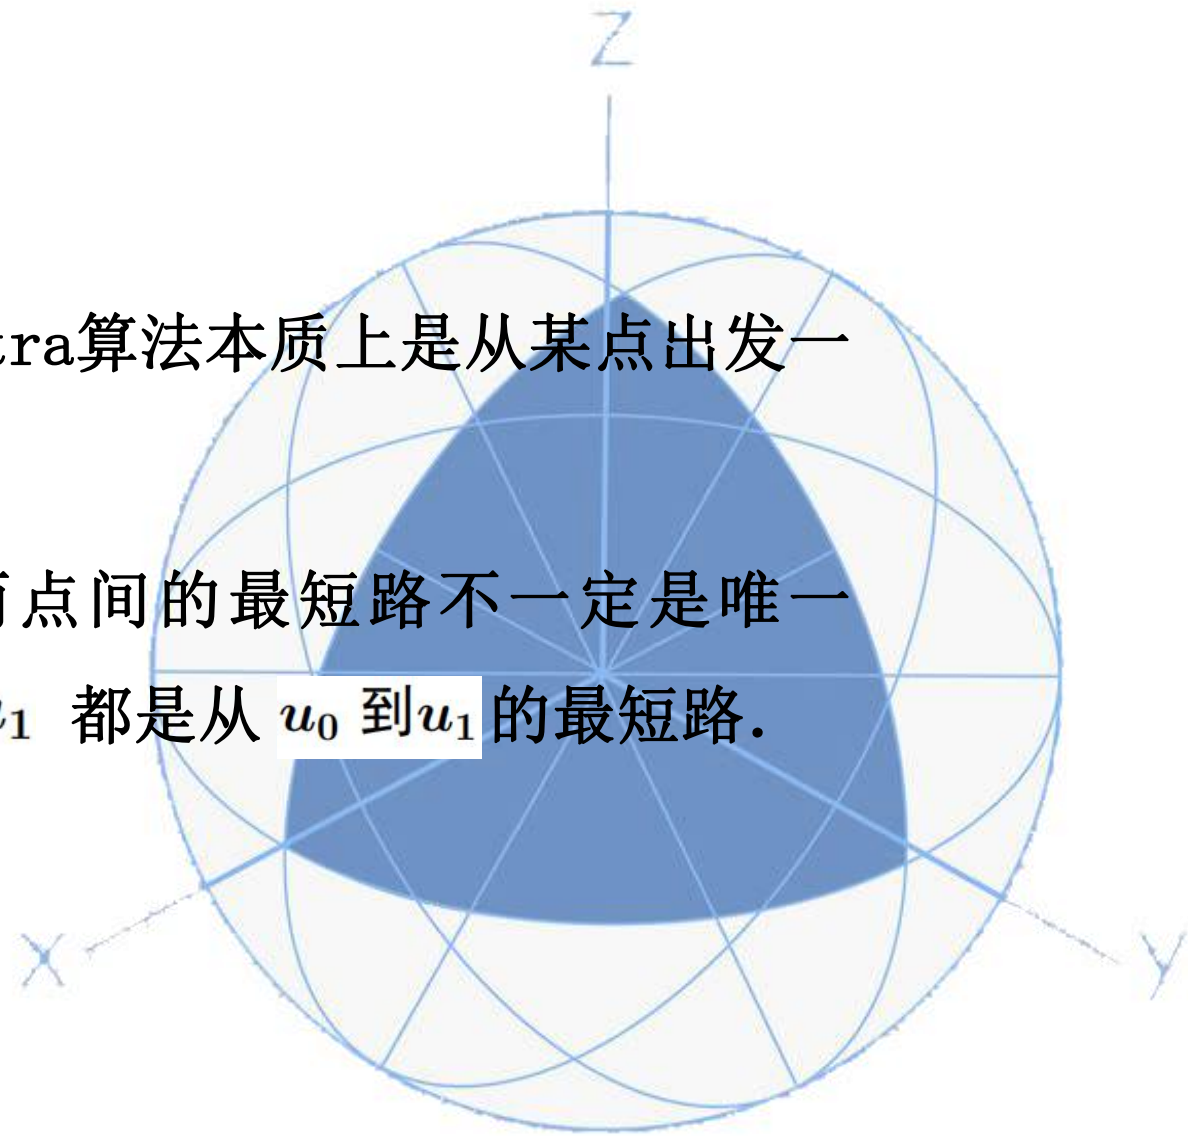 Z
tra算法本质上是从某点出发一
两点间的最短路不一定是唯一
u₁ 都是从 u₀ 到u₁ 的最短路.
X Y